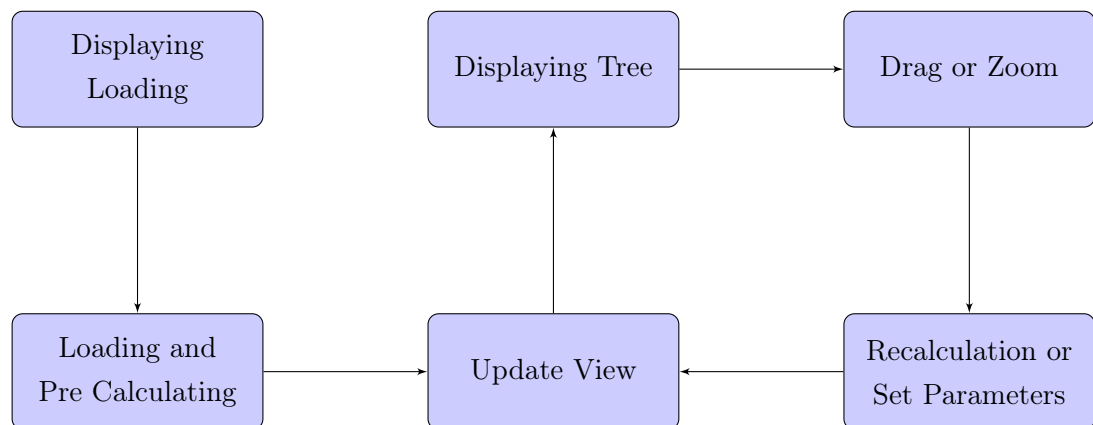 Displaying
Loading
Displaying Tree
Drag or Zoom
Loading and
Pre Calculating
Update View
Recalculation or
Set Parameters